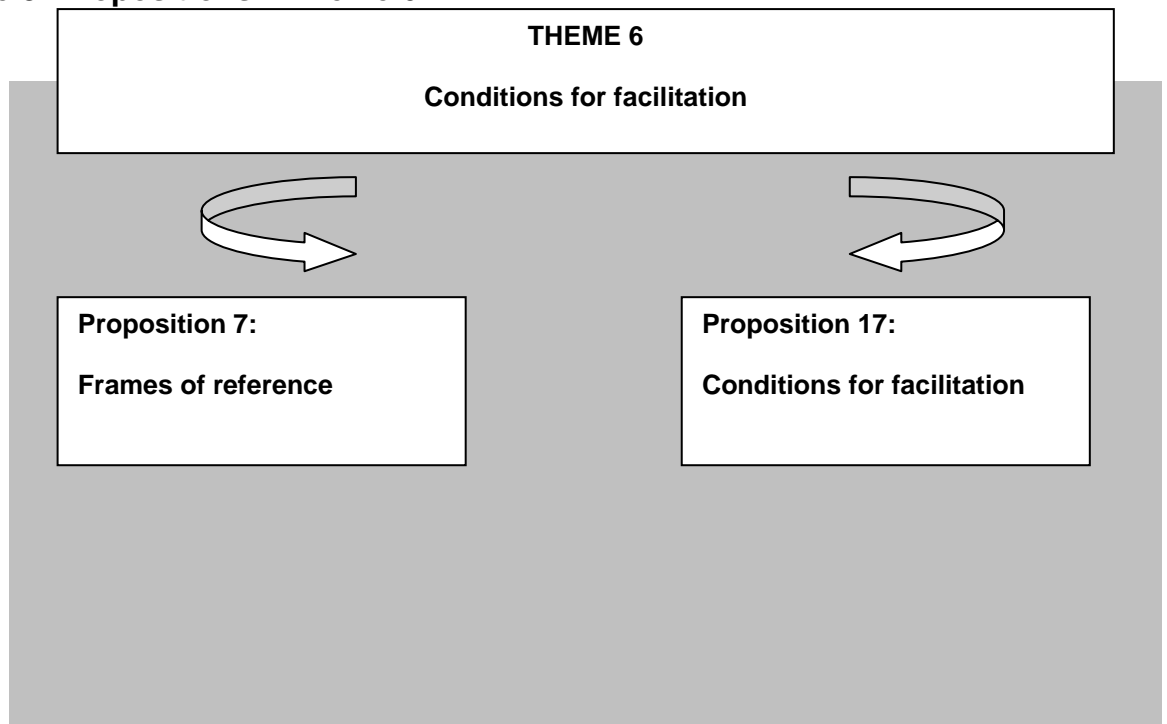 THEME 6
Conditions for facilitation
Proposition 7:
Frames of reference
Proposition 17:
Conditions for facilitation